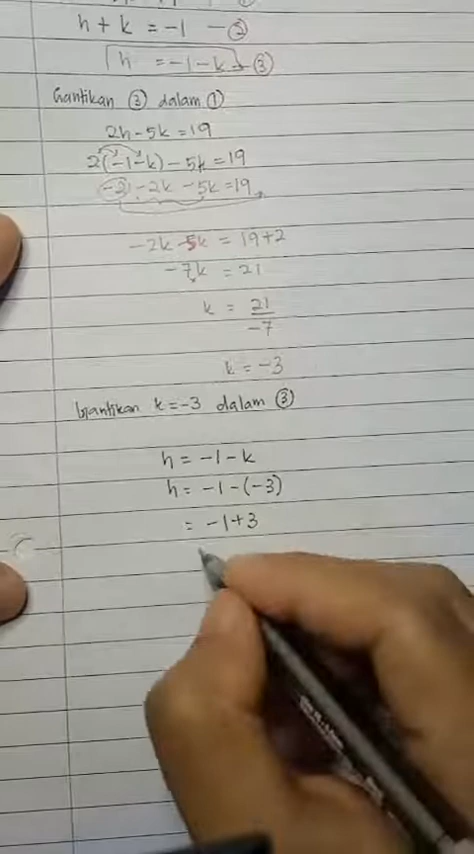 h + k = -1 — ②
h = -1 - k → ③
Gantikan ③ dalam ①
2h - 5k = 19
2(-1 - k) - 5k = 19
-2 - 2k - 5k = 19
-2k - 5k = 19 + 2
-7k = 21
k = 21/-7
k = -3
Gantikan k = -3 dalam ③
h = -1 - k
h = -1 - (-3)
= -1 + 3